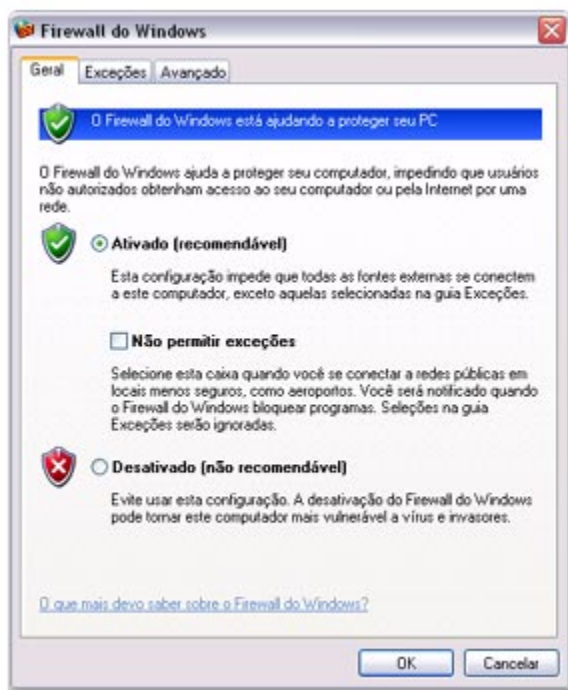 Firewall do Windows
Geral
Exceções
Avançado
O Firewall do Windows está ajudando a proteger seu PC
O Firewall do Windows ajuda a proteger seu computador, impedindo que usuários
não autorizados obtenham acesso ao seu computador ou pela Internet por uma
rede.
Ativado (recomendável)
Esta configuração impede que todas as fontes externas se conectem
a este computador, exceto aquelas selecionadas na guia Exceções.
Não permitir exceções
Selecione esta caixa quando você se conectar a redes públicas em
locais menos seguros, como aeroportos. Você será notificado quando
o Firewall do Windows bloquear programas. Seleções na guia
Exceções serão ignoradas.
Desativado (não recomendável)
Evite usar esta configuração. A desativação do Firewall do Windows
pode tornar este computador mais vulnerável a vírus e invasores.
O que mais devo saber sobre o Firewall do Windows?
OK
Cancelar